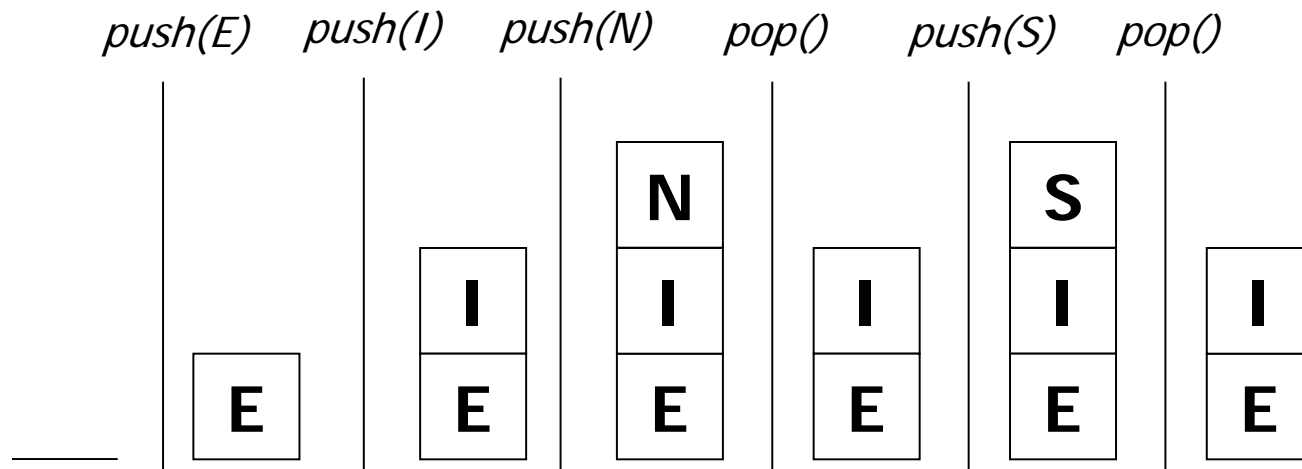 push(E) push(I) push(N) pop() push(S) pop()
N S
I I I I I
E E E E E E